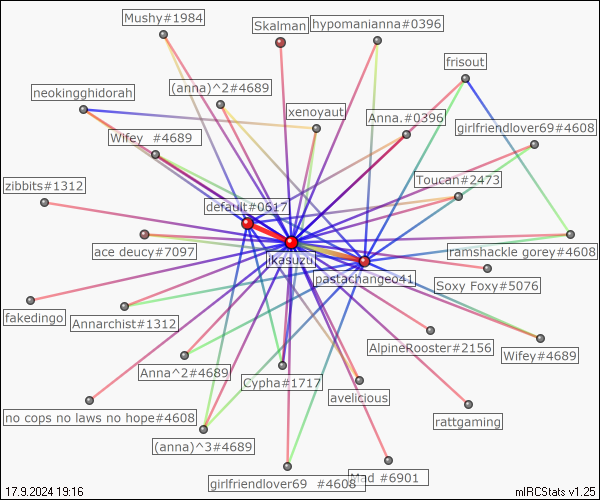 Mushy#1984
Skalman
hypomanianna#0396
frisout
neokingghidorah
(anna)^2#4689
xenoyaut
Anna.#0396
girlfriendlover69#4608
Wifey_#4689
Toucan#2473
zibbits#1312
default#0617
ace deucy#7097
ikasuzu
pastachangeo41
ramshackle gorey#4608
Soxy Foxy#5076
fakedingo
Annarchist#1312
AlpineRooster#2156
Wifey#4689
Anna^2#4689
Cypha#1717
avelicious
no cops no laws no hope#4608
rattgaming
(anna)^3#4689
girlfriendlover69_#4608
Mad_#6901
17.9.2024 19:16
mIRCStats v1.25